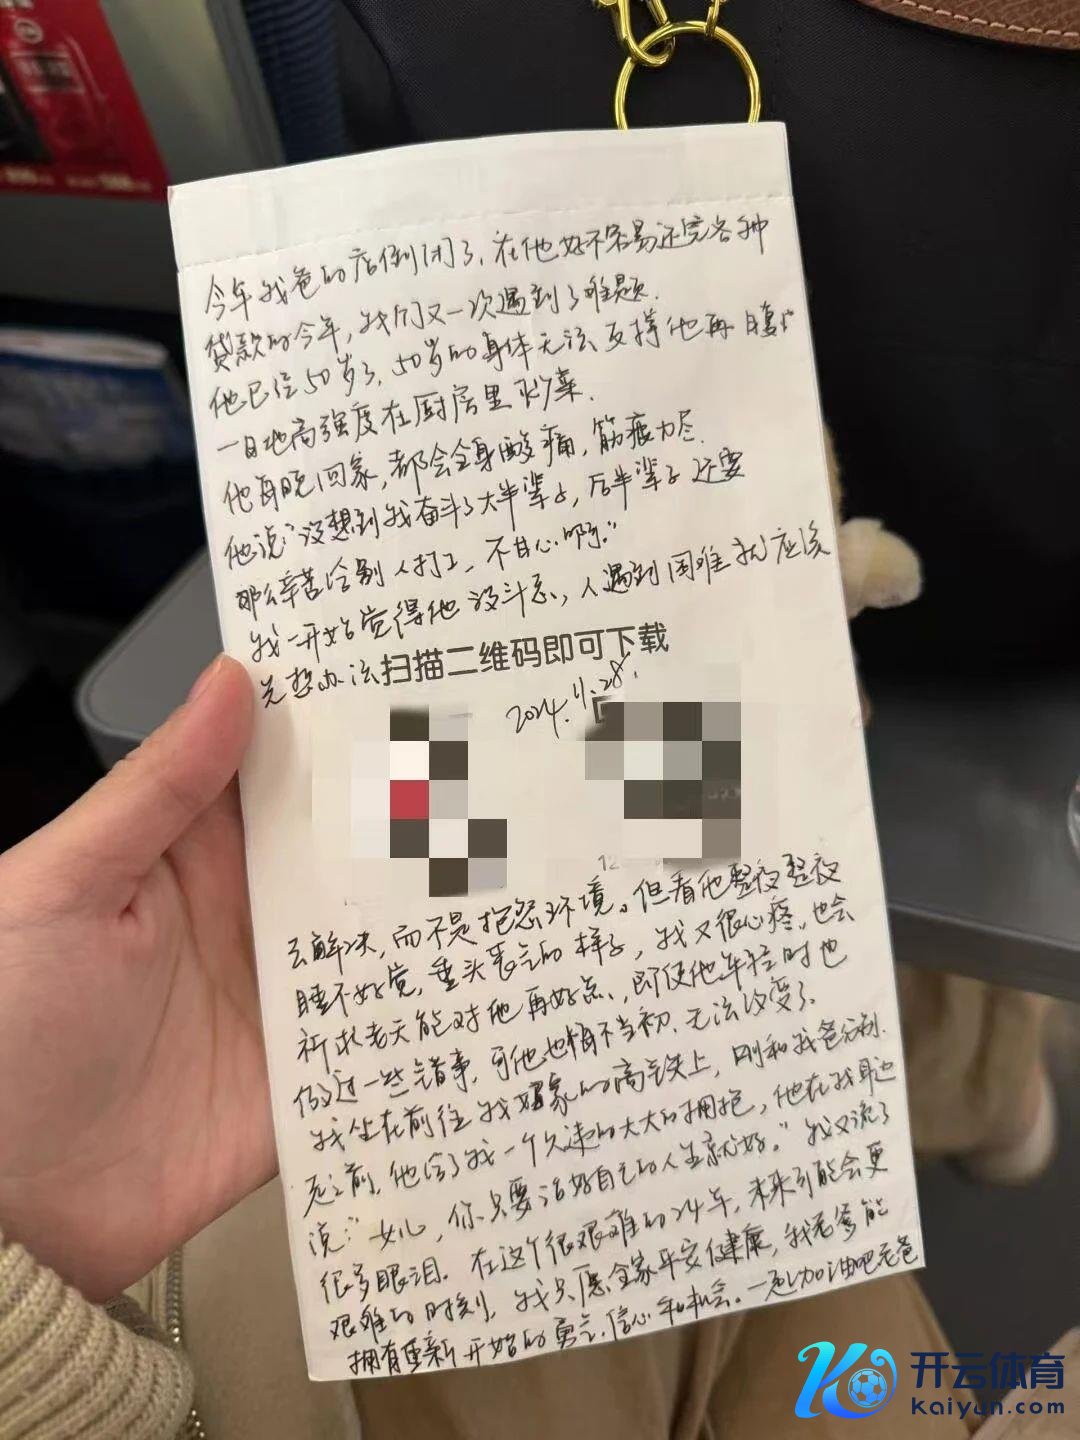 今年我爸的店倒闭了，在他好不容易还完各种
贷款的今年，我们又一次遇到了难题．
他已经50岁了，50岁的身体无法支撑他再日复
一日地高强度在厨房里炒菜．
他每晚回家，都会全身酸痛，筋疲力尽．
他说："没想到我奋斗了大半辈子，后半辈子还要
那么辛苦给别人打工，不甘心啊。"
我一开始觉得他没斗志，人遇到困难就应该
先想办法
扫描二维码即可下载
2024.11.28.
12
去解决，而不是抱怨环境。但看他整夜整夜
睡不好觉，垂头丧气的样子，我又很心疼，也会
祈求老天能对他再好点，即使他年轻时也
做过一些错事，可他也悔不当初，无法改变了．
我坐在前往我家的高铁上，刚和我爸分别．
走之前，他给了我一个久违的大大的拥抱，他在我耳边
说："女儿，你只要活好自己的人生就好。"我又流了
很多眼泪．在这个很艰难的24年，未来可能会更
艰难的时刻，我只愿全家平安健康，我老爹能
拥有重新开始的勇气、信心和机会。一起加油吧老爸
开云体育
kaiyun.com